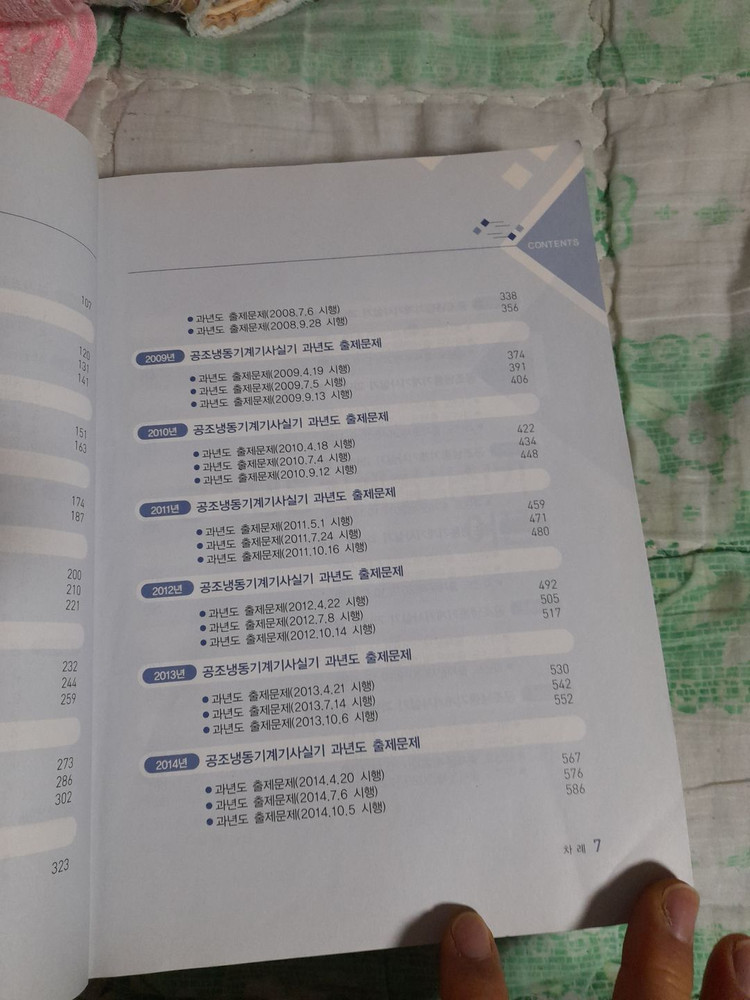 107
120
131
141
151
163
174
187
200
210
221
232
244
259
273
286
302
323
CONTENTS
● 과년도 출제문제(2008.7.6 시행) 338
● 과년도 출제문제(2008.9.28 시행) 356
2009년 공조냉동기계기사실기 과년도 출제문제
● 과년도 출제문제(2009.4.19 시행) 374
● 과년도 출제문제(2009.7.5 시행) 391
● 과년도 출제문제(2009.9.13 시행) 406
2010년 공조냉동기계기사실기 과년도 출제문제
● 과년도 출제문제(2010.4.18 시행) 422
● 과년도 출제문제(2010.7.4 시행) 434
● 과년도 출제문제(2010.9.12 시행) 448
2011년 공조냉동기계기사실기 과년도 출제문제
● 과년도 출제문제(2011.5.1 시행) 459
● 과년도 출제문제(2011.7.24 시행) 471
● 과년도 출제문제(2011.10.16 시행) 480
2012년 공조냉동기계기사실기 과년도 출제문제
● 과년도 출제문제(2012.4.22 시행) 492
● 과년도 출제문제(2012.7.8 시행) 505
● 과년도 출제문제(2012.10.14 시행) 517
2013년 공조냉동기계기사실기 과년도 출제문제
● 과년도 출제문제(2013.4.21 시행) 530
● 과년도 출제문제(2013.7.14 시행) 542
● 과년도 출제문제(2013.10.6 시행) 552
2014년 공조냉동기계기사실기 과년도 출제문제
● 과년도 출제문제(2014.4.20 시행) 567
● 과년도 출제문제(2014.7.6 시행) 576
● 과년도 출제문제(2014.10.5 시행) 586
차례 7